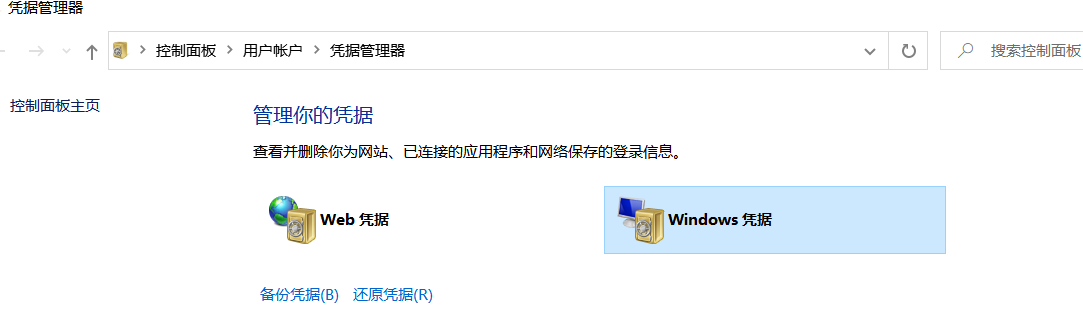 凭据管理器
控制面板 用户帐户 凭据管理器 搜索控制面板
控制面板主页
管理你的凭据
查看并删除你为网站、已连接的应用程序和网络保存的登录信息。
Web 凭据 Windows 凭据
备份凭据(B) 还原凭据(R)